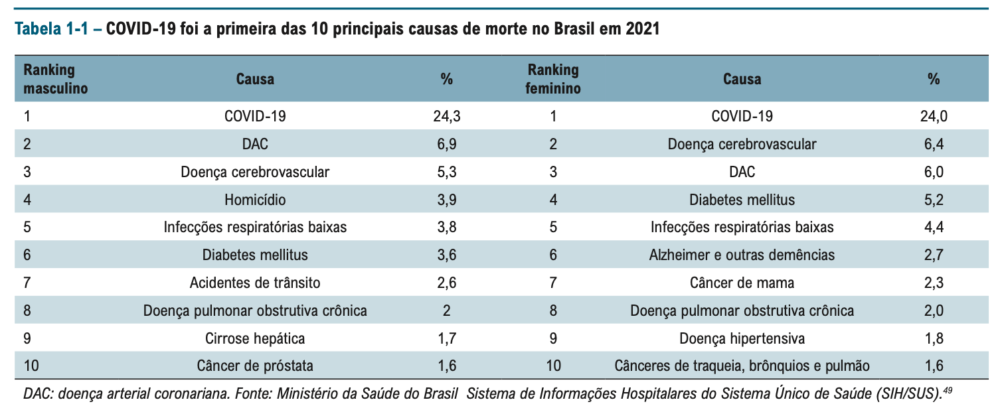 Tabela 1-1 – COVID-19 foi a primeira das 10 principais causas de morte no Brasil em 2021
Ranking masculino Causa % Ranking feminino Causa %
1 COVID-19 24,3 1 COVID-19 24,0
2 DAC 6,9 2 Doença cerebrovascular 6,4
3 Doença cerebrovascular 5,3 3 DAC 6,0
4 Homicídio 3,9 4 Diabetes mellitus 5,2
5 Infecções respiratórias baixas 3,8 5 Infecções respiratórias baixas 4,4
6 Diabetes mellitus 3,6 6 Alzheimer e outras demências 2,7
7 Acidentes de trânsito 2,6 7 Câncer de mama 2,3
8 Doença pulmonar obstrutiva crônica 2 8 Doença pulmonar obstrutiva crônica 2,0
9 Cirrose hepática 1,7 9 Doença hipertensiva 1,8
10 Câncer de próstata 1,6 10 Cânceres de traqueia, brônquios e pulmão 1,6
DAC: doença arterial coronariana. Fonte: Ministério da Saúde do Brasil Sistema de Informações Hospitalares do Sistema Único de Saúde (SIH/SUS).49